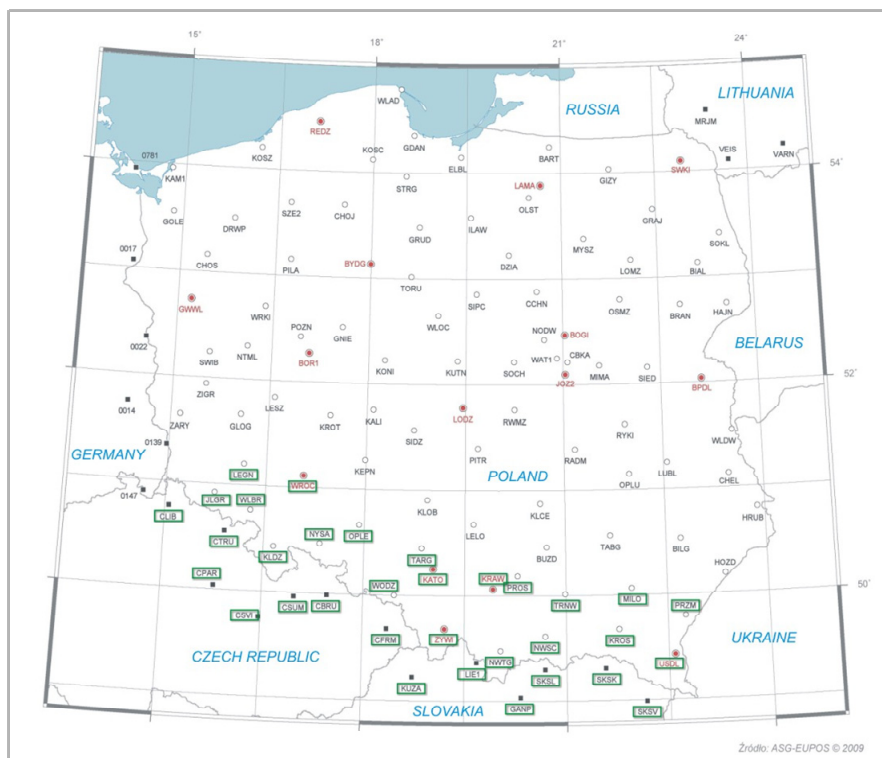 15° 18° 21° 24°
WLAD
RUSSIA
LITHUANIA
MRJM
REDZ
GDAN
KOSZ
KOSC
ELBL
BART
VEIS
VARN
0781
54°
KAM1
STRG
LAMA
GIZY
SWKI
GOLE
DRWP
SZE2
CHOJ
OLST
GRAJ
GRUD
ILAW
MYSZ
SOKL
0017
CHOS
PILA
BYDG
DZIA
LOMZ
BIAL
TORU
GWWL
WRKI
SIPC
CCHN
OSMZ
BRAN
HAJN
WLOC
0022
POZN
GNIE
NODW
BOGI
BELARUS
SWIB
NTML
BOR1
KONI
KUTN
SOCH
WAT1
CBKA
JOZ2
MIMA
SIED
BPDL
52°
ZIGR
0014
ZARY
GLOG
LESZ
KROT
KALI
LODZ
RWMZ
0139
SIDZ
RYKI
WLDW
GERMANY
LEGN
KEPN
PITR
POLAND
RADM
LUBL
0147
WROC
OPLU
CHEL
CLIB
JLGR
WLBR
KLOB
KLCE
HRUB
CTRU
NYSA
OPLE
LELO
TABG
BILG
KLDZ
TARG
BUZD
HOZD
CPAR
KATO
KRAW
PROS
50°
WODZ
CSVI
CSUM
CBRU
TRNW
MILO
PRZM
CFRM
ZYWI
NWSC
KROS
UKRAINE
CZECH REPUBLIC
LIE1
NWTG
USDL
KUZA
SKSL
SKSK
SLOVAKIA
GANP
SKSV
Źródło: ASG-EUPOS © 2009